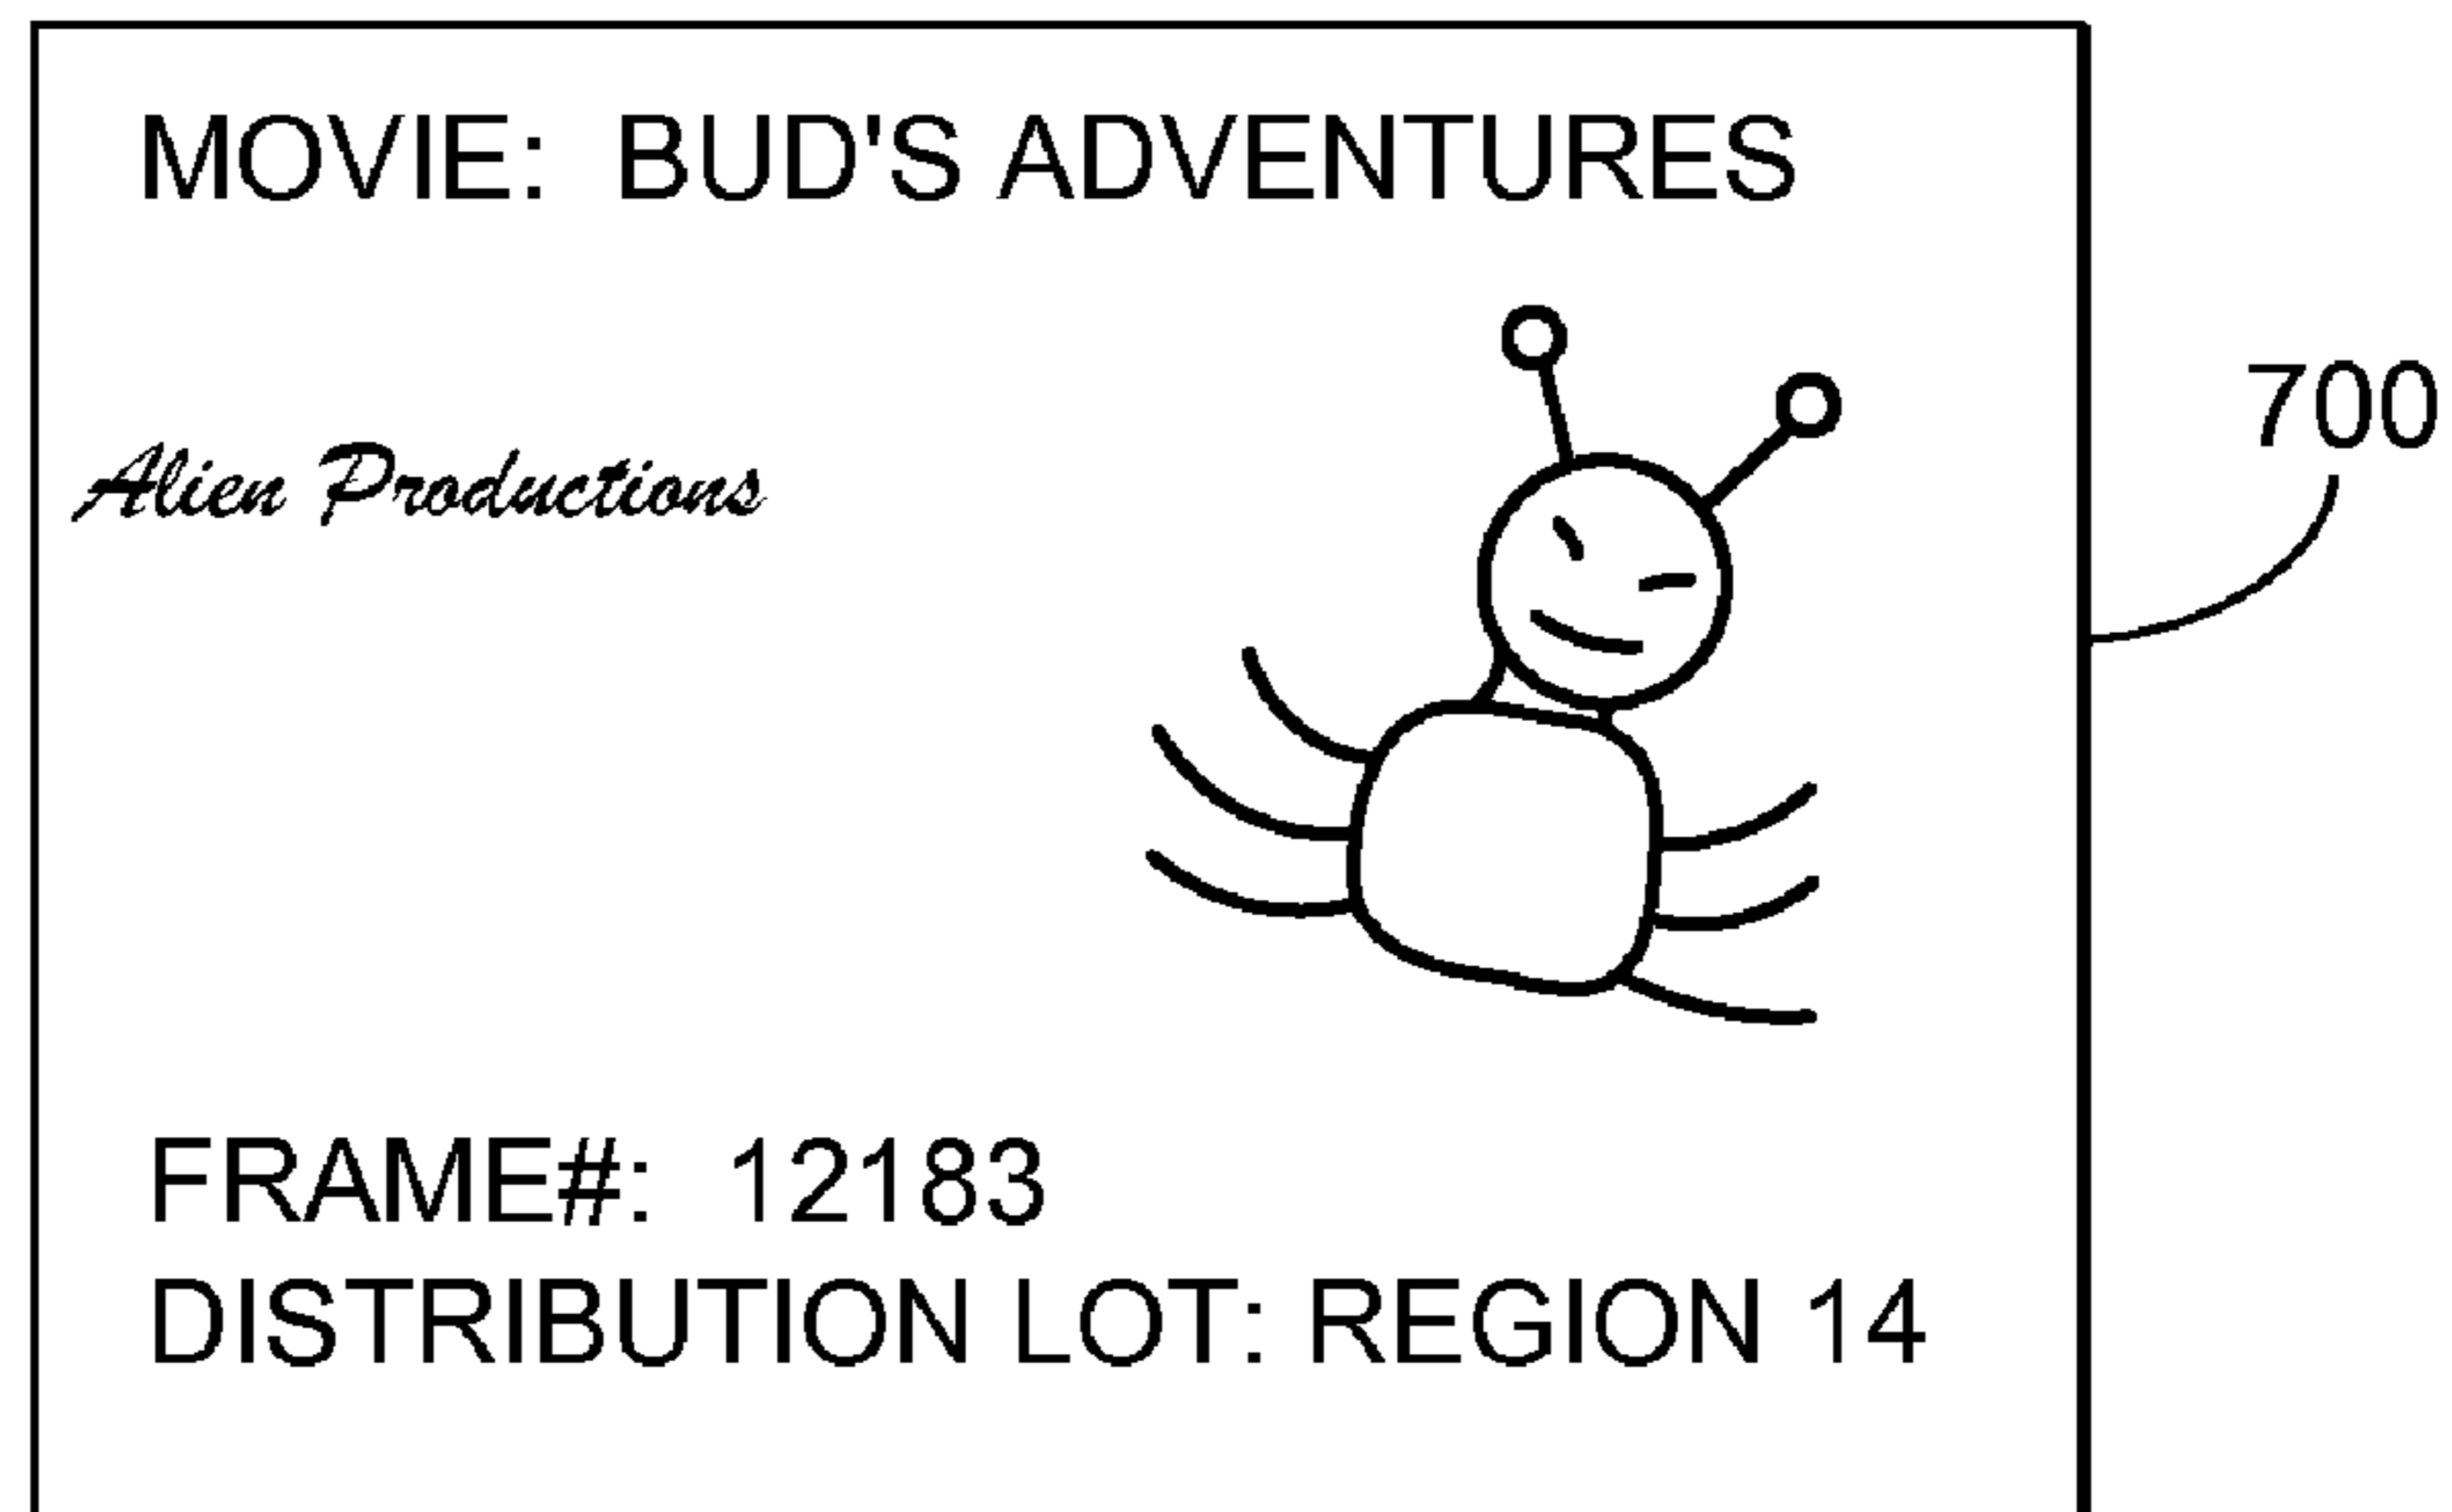 MOVIE: BUD'S ADVENTURES
700
Alien Productions
FRAME#: 12183
DISTRIBUTION LOT: REGION 14